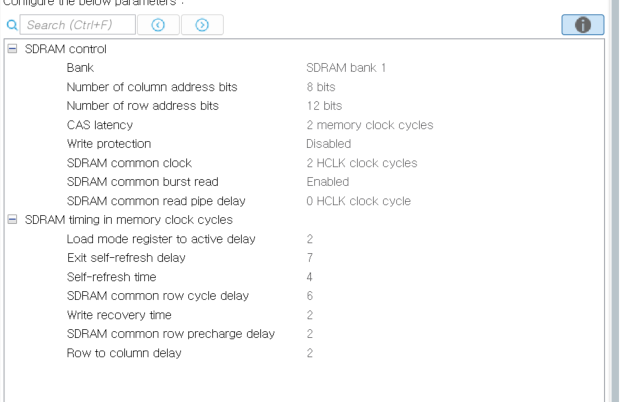 Configure the below parameters :
Search (Ctrl+F)
SDRAM control
Bank SDRAM bank 1
Number of column address bits 8 bits
Number of row address bits 12 bits
CAS latency 2 memory clock cycles
Write protection Disabled
SDRAM common clock 2 HCLK clock cycles
SDRAM common burst read Enabled
SDRAM common read pipe delay 0 HCLK clock cycle
SDRAM timing in memory clock cycles
Load mode register to active delay 2
Exit self-refresh delay 7
Self-refresh time 4
SDRAM common row cycle delay 6
Write recovery time 2
SDRAM common row precharge delay 2
Row to column delay 2